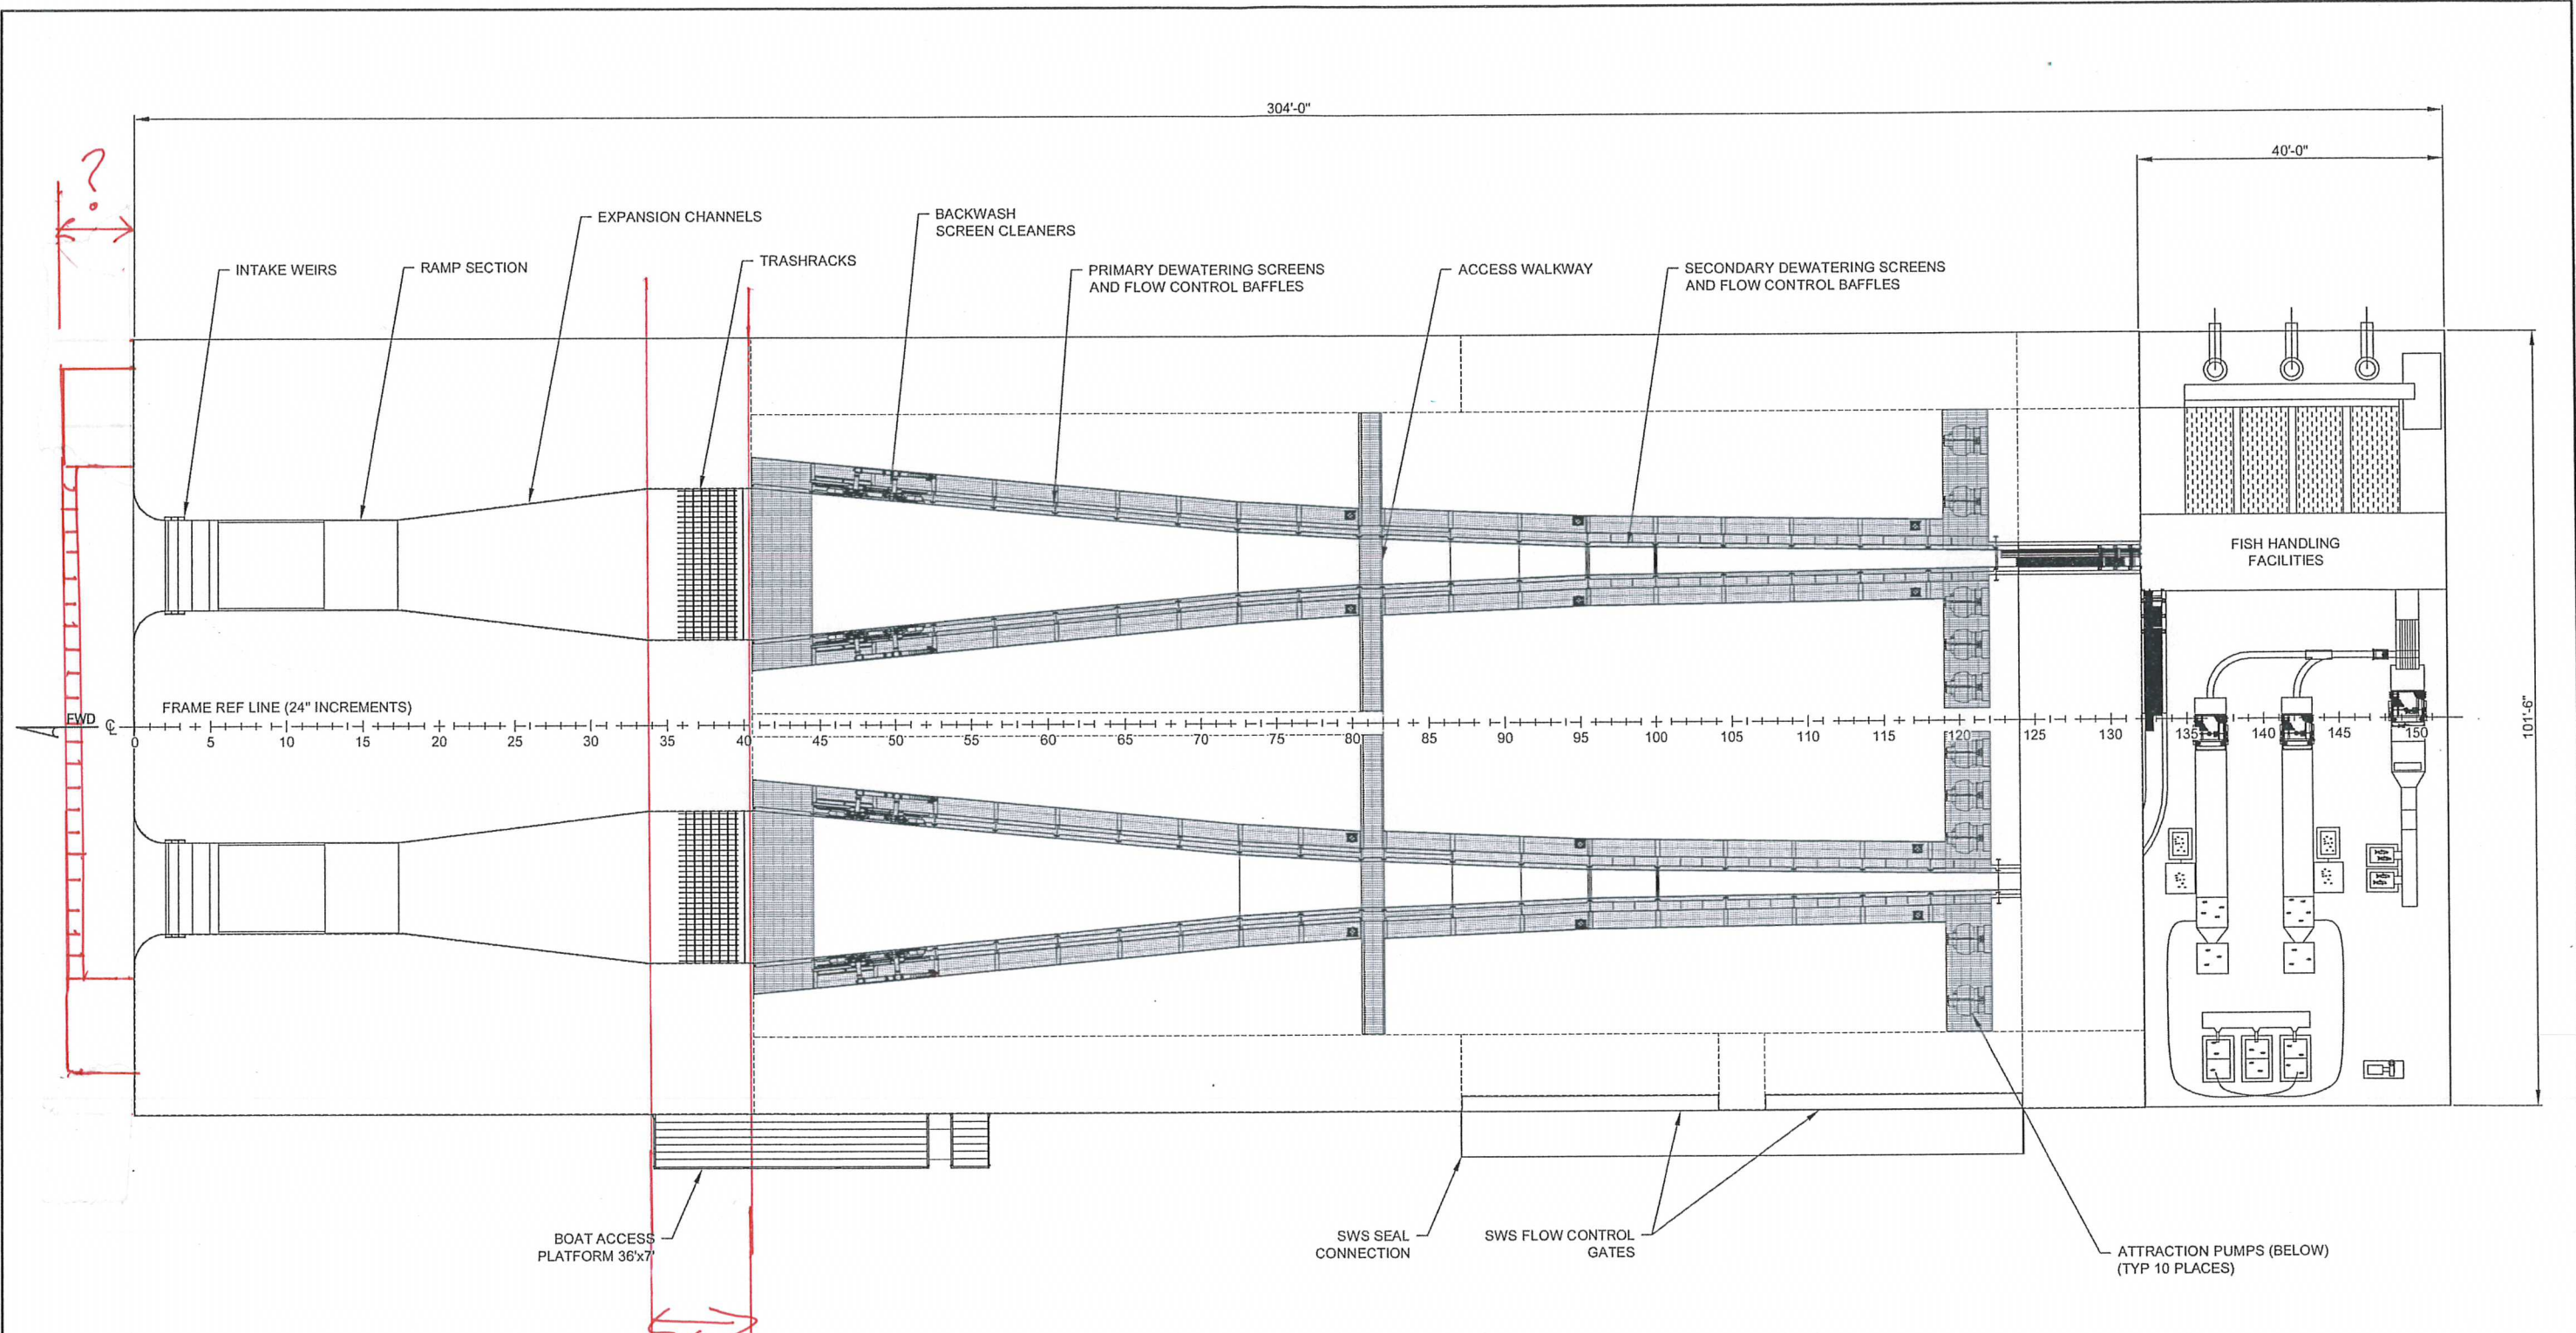 304'-0"
40'-0"
?
EXPANSION CHANNELS
BACKWASH
SCREEN CLEANERS
INTAKE WEIRS
RAMP SECTION
TRASHRACKS
PRIMARY DEWATERING SCREENS
AND FLOW CONTROL BAFFLES
ACCESS WALKWAY
SECONDARY DEWATERING SCREENS
AND FLOW CONTROL BAFFLES
FISH HANDLING
FACILITIES
FRAME REF LINE (24" INCREMENTS)
FWD
0 5 10 15 20 25 30 35 40 45 50 55 60 65 70 75 80 85 90 95 100 105 110 115 120 125 130 135 140 145 150
101'-6"
BOAT ACCESS
PLATFORM 36'x7'
SWS SEAL
CONNECTION
SWS FLOW CONTROL
GATES
ATTRACTION PUMPS (BELOW)
(TYP 10 PLACES)